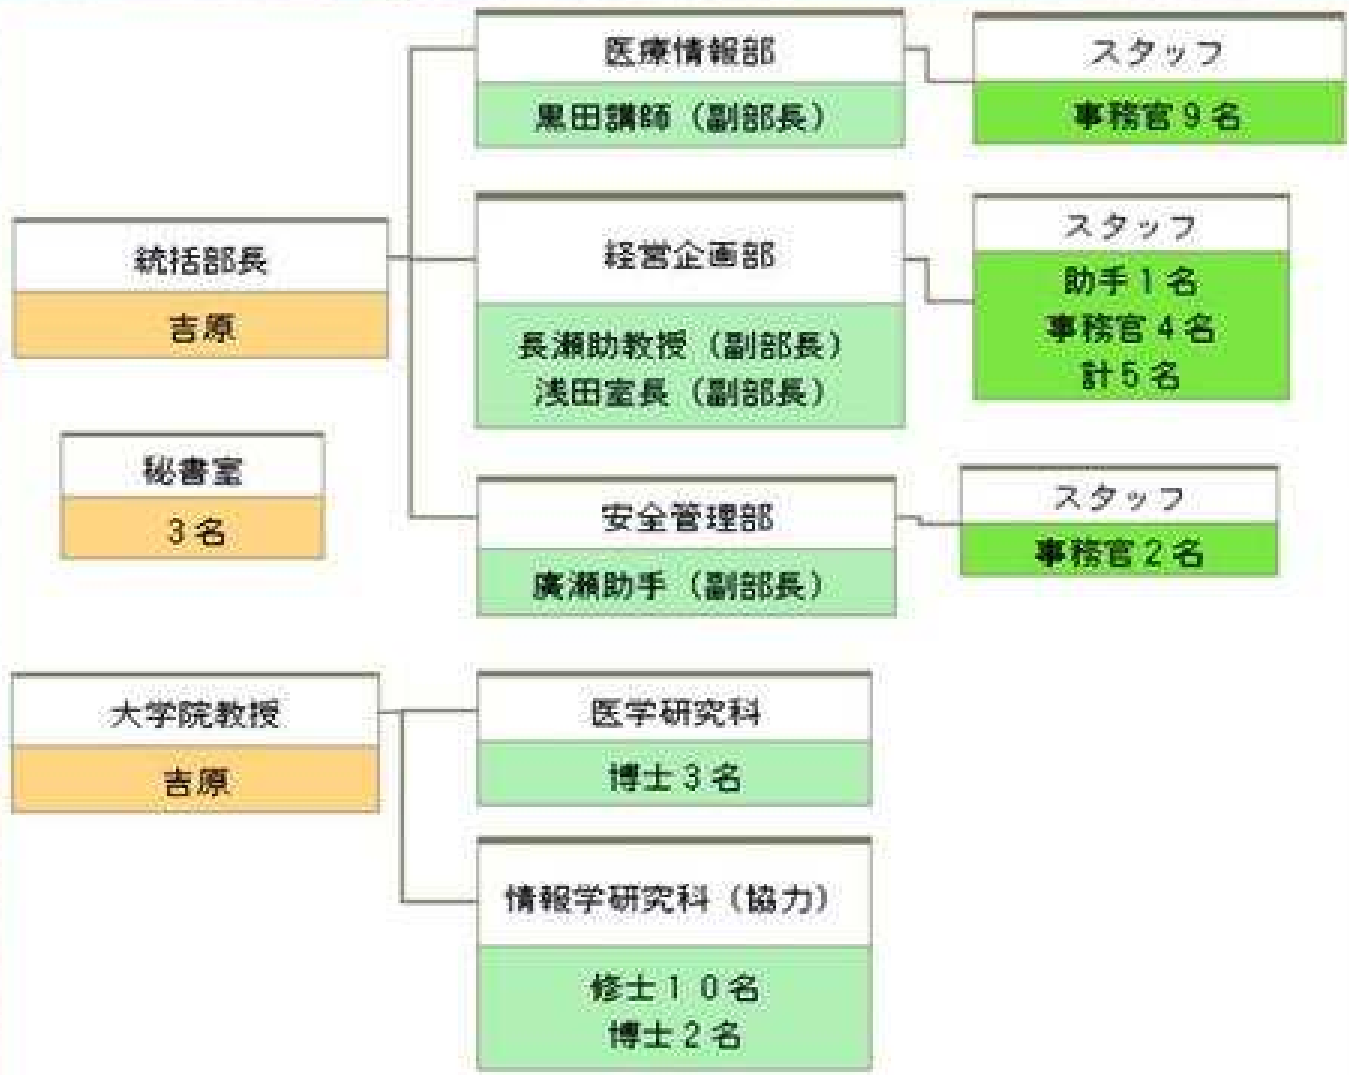 医療情報部
黒田講師（副部長）
スタッフ
事務官９名
統括部長
吉原
経営企画部
長瀬助教授（副部長）
浅田室長（副部長）
スタッフ
助手１名
事務官４名
計５名
秘書室
３名
安全管理部
廣瀬助手（副部長）
スタッフ
事務官２名
大学院教授
吉原
医学研究科
博士３名
情報学研究科（協力）
修士１０名
博士２名